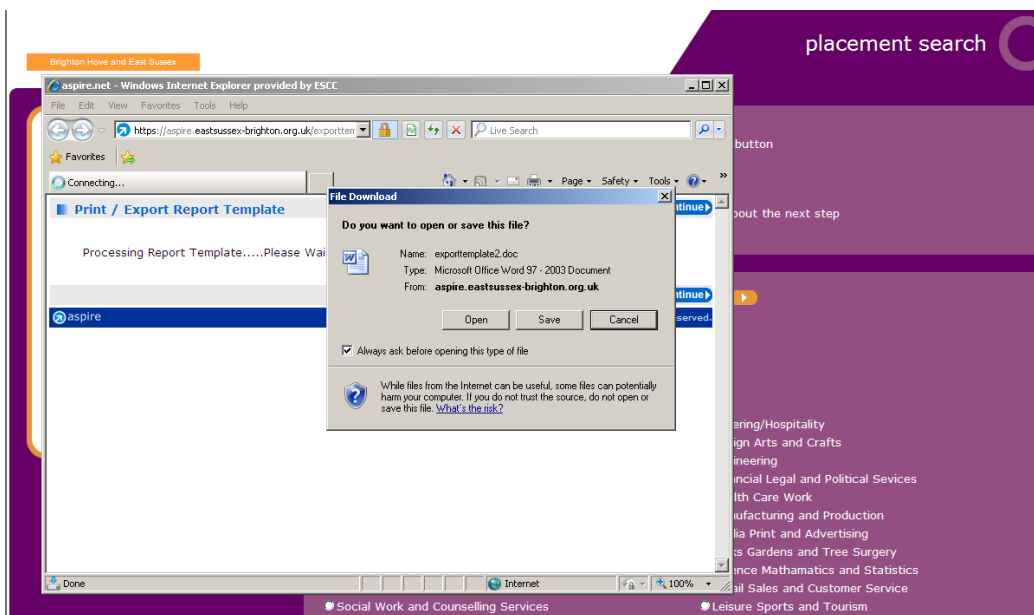 placement search
Brighton Hove and East Sussex
aspire.net - Windows Internet Explorer provided by ESCC
File Edit View Favorites Tools Help
https://aspire.eastsussex-brighton.org.uk/exporttem
Live Search
button
Favorites
Connecting...
Page Safety Tools
File Download
Print / Export Report Template
Do you want to open or save this file?
the next step
Processing Report Template.....Please Wai
Name: exporttemplate2.doc
Type: Microsoft Office Word 97 - 2003 Document
From: aspire.eastsussex-brighton.org.uk
aspire
Open Save Cancel
Always ask before opening this type of file
While files from the Internet can be useful, some files can potentially
harm your computer. If you do not trust the source, do not open or
save this file. What's the risk?
ering/Hospitality
ign Arts and Crafts
ineering
ncial Legal and Political Sevices
lth Care Work
ufacturing and Production
dia Print and Advertising
ks Gardens and Tree Surgery
ence Mathamatics and Statistics
ail Sales and Customer Service
Done Internet 100%
Social Work and Counselling Services
Leisure Sports and Tourism